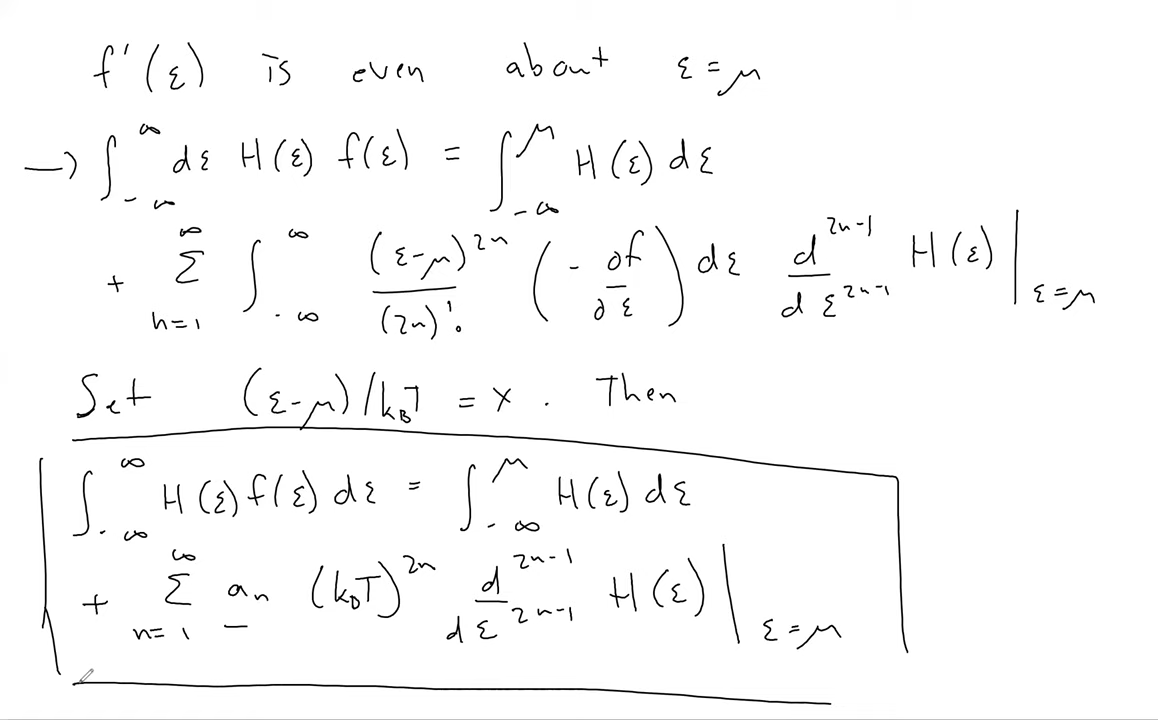 f'(ε) is even about ε = μ
→ ∫_{-∞}^{∞} dε H(ε) f(ε) = ∫_{-∞}^{μ} H(ε) dε
+ Σ_{n=1}^{∞} ∫_{-∞}^{∞} (ε-μ)^{2n}/(2n)! (- ∂f/∂ε) dε d^{2n-1}/dε^{2n-1} H(ε)|_{ε=μ}
Set (ε-μ)/k_BT = x. Then
∫_{-∞}^{∞} H(ε) f(ε) dε = ∫_{-∞}^{μ} H(ε) dε
+ Σ_{n=1}^{∞} a_n (k_BT)^{2n} d^{2n-1}/dε^{2n-1} H(ε)|_{ε=μ}